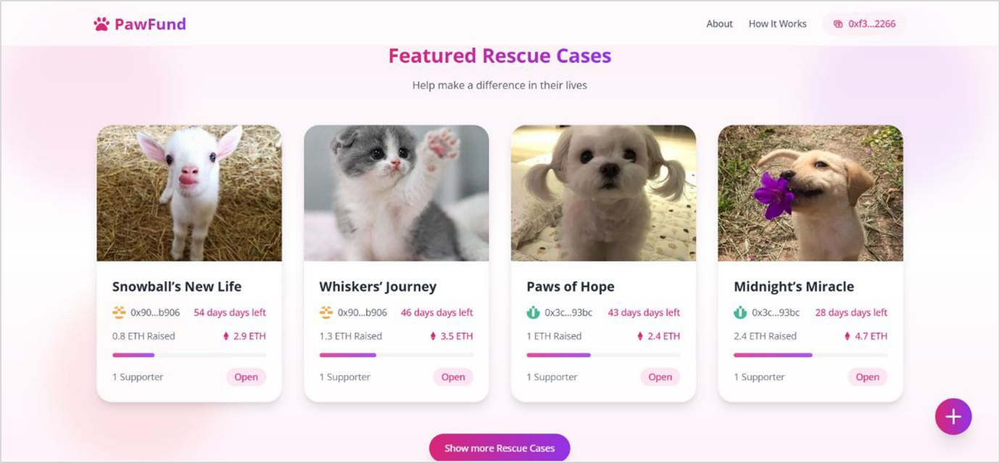 PawFund
About How It Works 0xf3...2266
Featured Rescue Cases
Help make a difference in their lives
Snowball’s New Life
0x90...b906 54 days days left
0.8 ETH Raised 2.9 ETH
1 Supporter Open
Whiskers’ Journey
0x90...b906 46 days days left
1.3 ETH Raised 3.5 ETH
1 Supporter Open
Paws of Hope
0x3c...93bc 43 days days left
1 ETH Raised 2.4 ETH
1 Supporter Open
Midnight’s Miracle
0x3c...93bc 28 days days left
2.4 ETH Raised 4.7 ETH
1 Supporter Open
Show more Rescue Cases